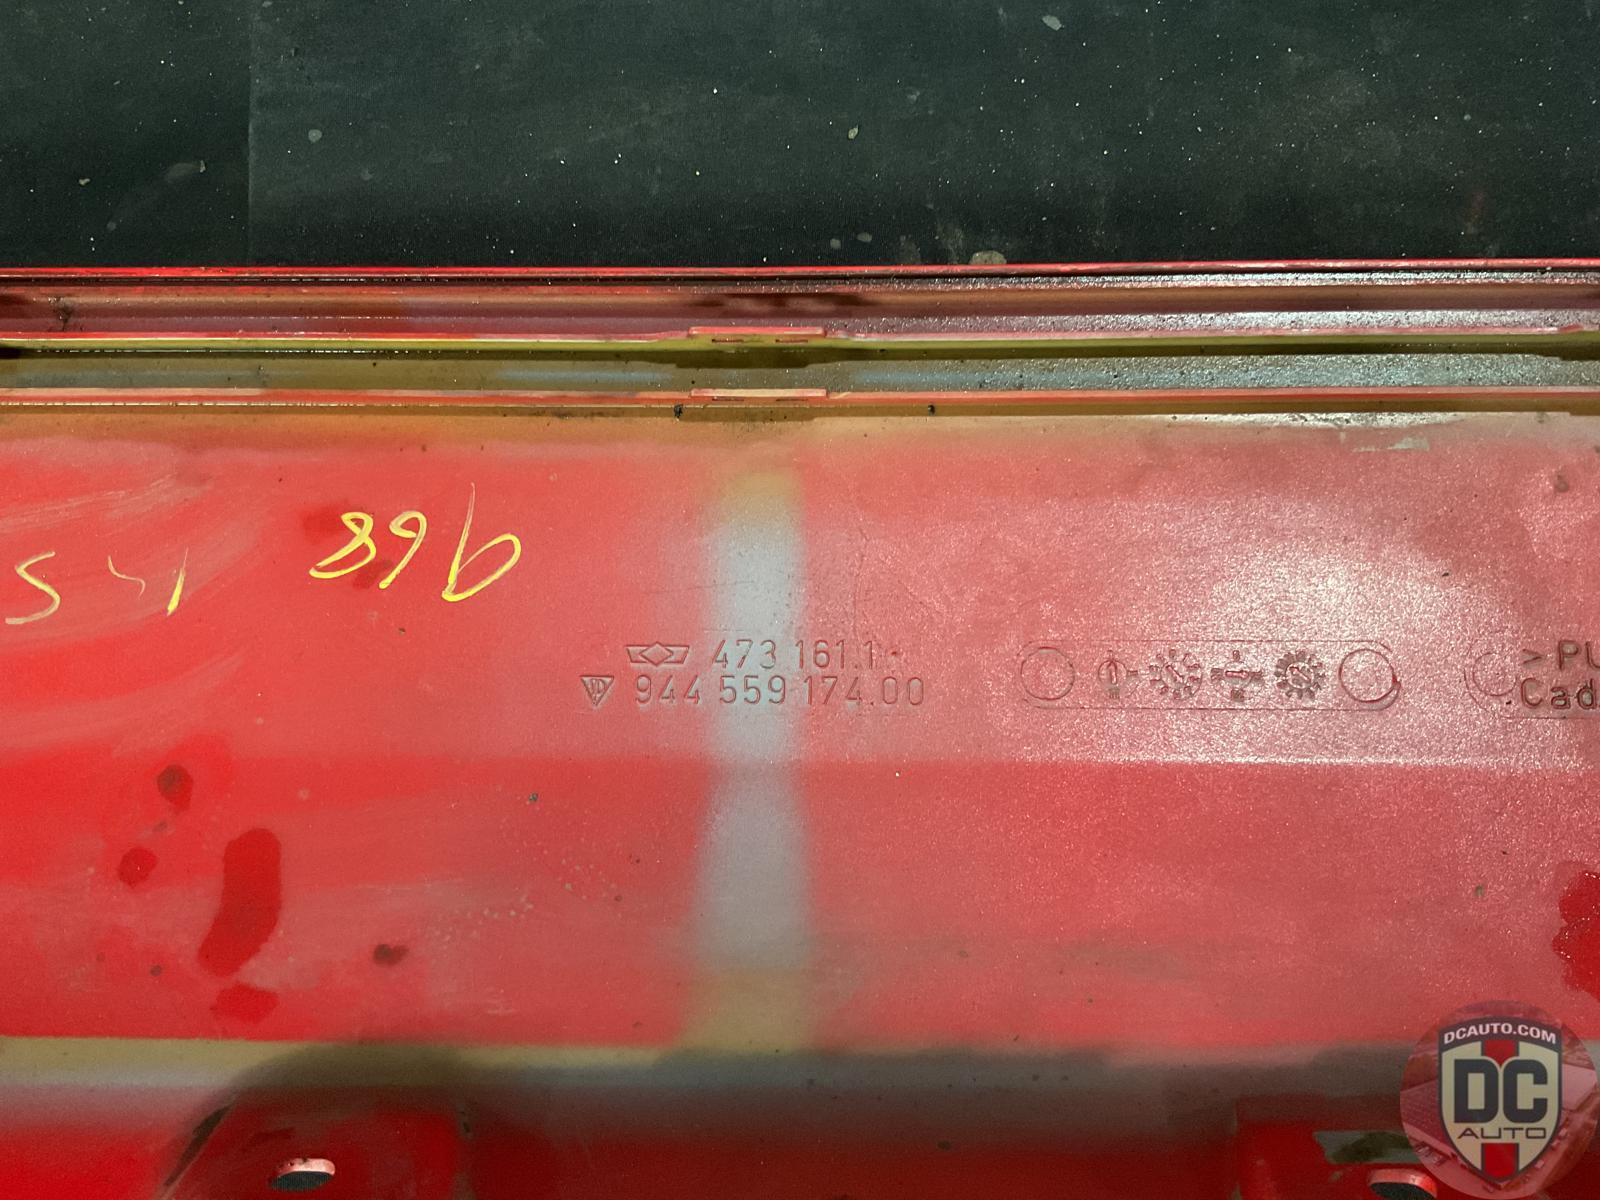 968
473 161.1
944 559 174.00
>PU
Cad
DCAUTO.COM
DC
AUTO